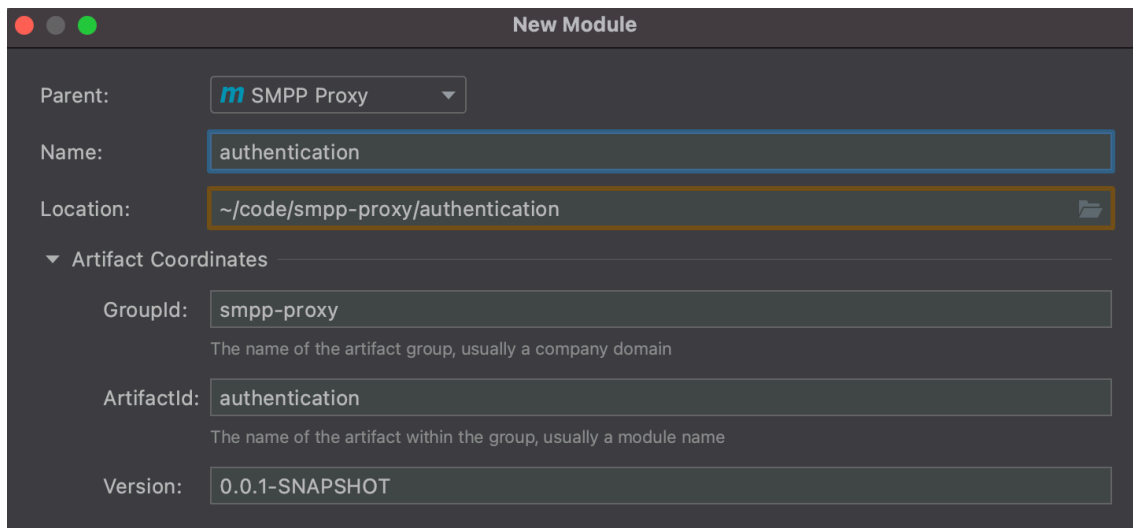 New Module
Parent: m SMPP Proxy
Name: authentication
Location: ~/code/smpp-proxy/authentication
Artifact Coordinates
GroupId: smpp-proxy
The name of the artifact group, usually a company domain
ArtifactId: authentication
The name of the artifact within the group, usually a module name
Version: 0.0.1-SNAPSHOT